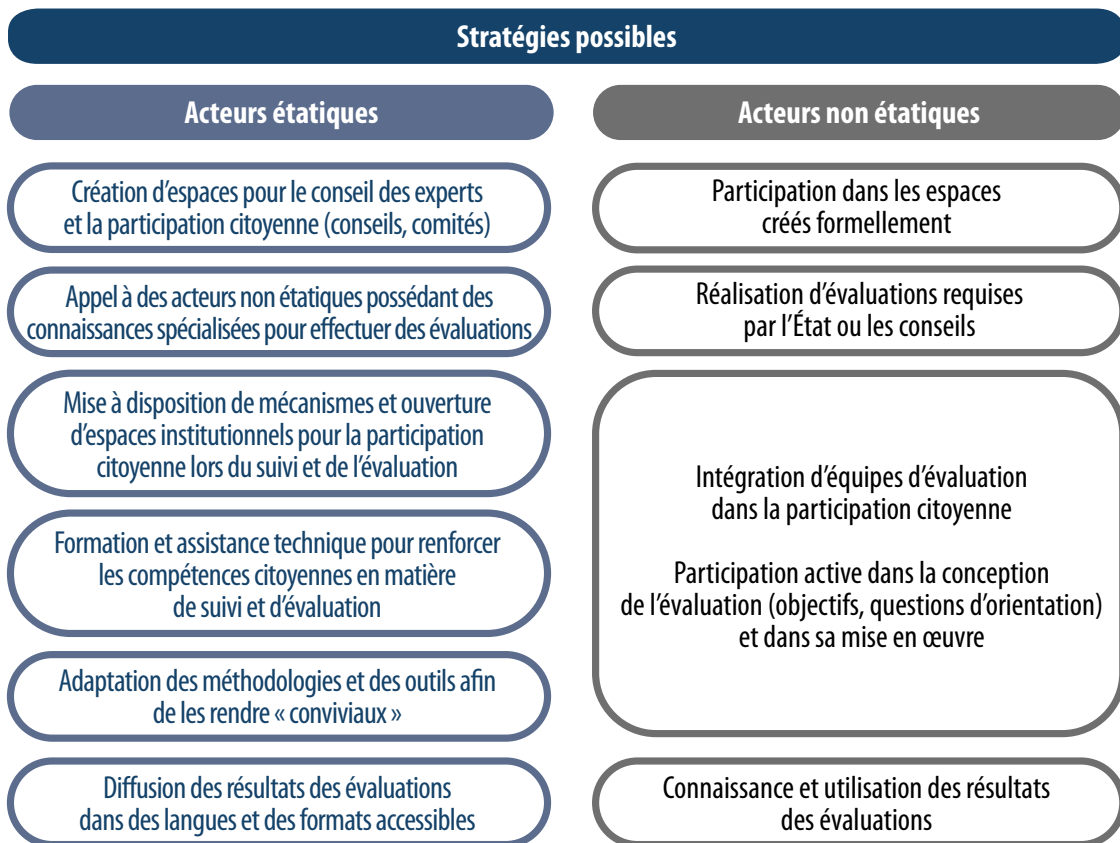 Stratégies possibles
Acteurs étatiques
Création d'espaces pour le conseil des experts
et la participation citoyenne (conseils, comités)
Appel à des acteurs non étatiques possédant des
connaissances spécialisées pour effectuer des évaluations
Mise à disposition de mécanismes et ouverture
d'espaces institutionnels pour la participation
citoyenne lors du suivi et de l'évaluation
Formation et assistance technique pour renforcer
les compétences citoyennes en matière
de suivi et d'évaluation
Adaptation des méthodologies et des outils afin
de les rendre « conviviaux »
Diffusion des résultats des évaluations
dans des langues et des formats accessibles
Acteurs non étatiques
Participation dans les espaces
créés formellement
Réalisation d'évaluations requises
par l'État ou les conseils
Intégration d'équipes d'évaluation
dans la participation citoyenne
Participation active dans la conception
de l'évaluation (objectifs, questions d'orientation)
et dans sa mise en œuvre
Connaissance et utilisation des résultats
des évaluations